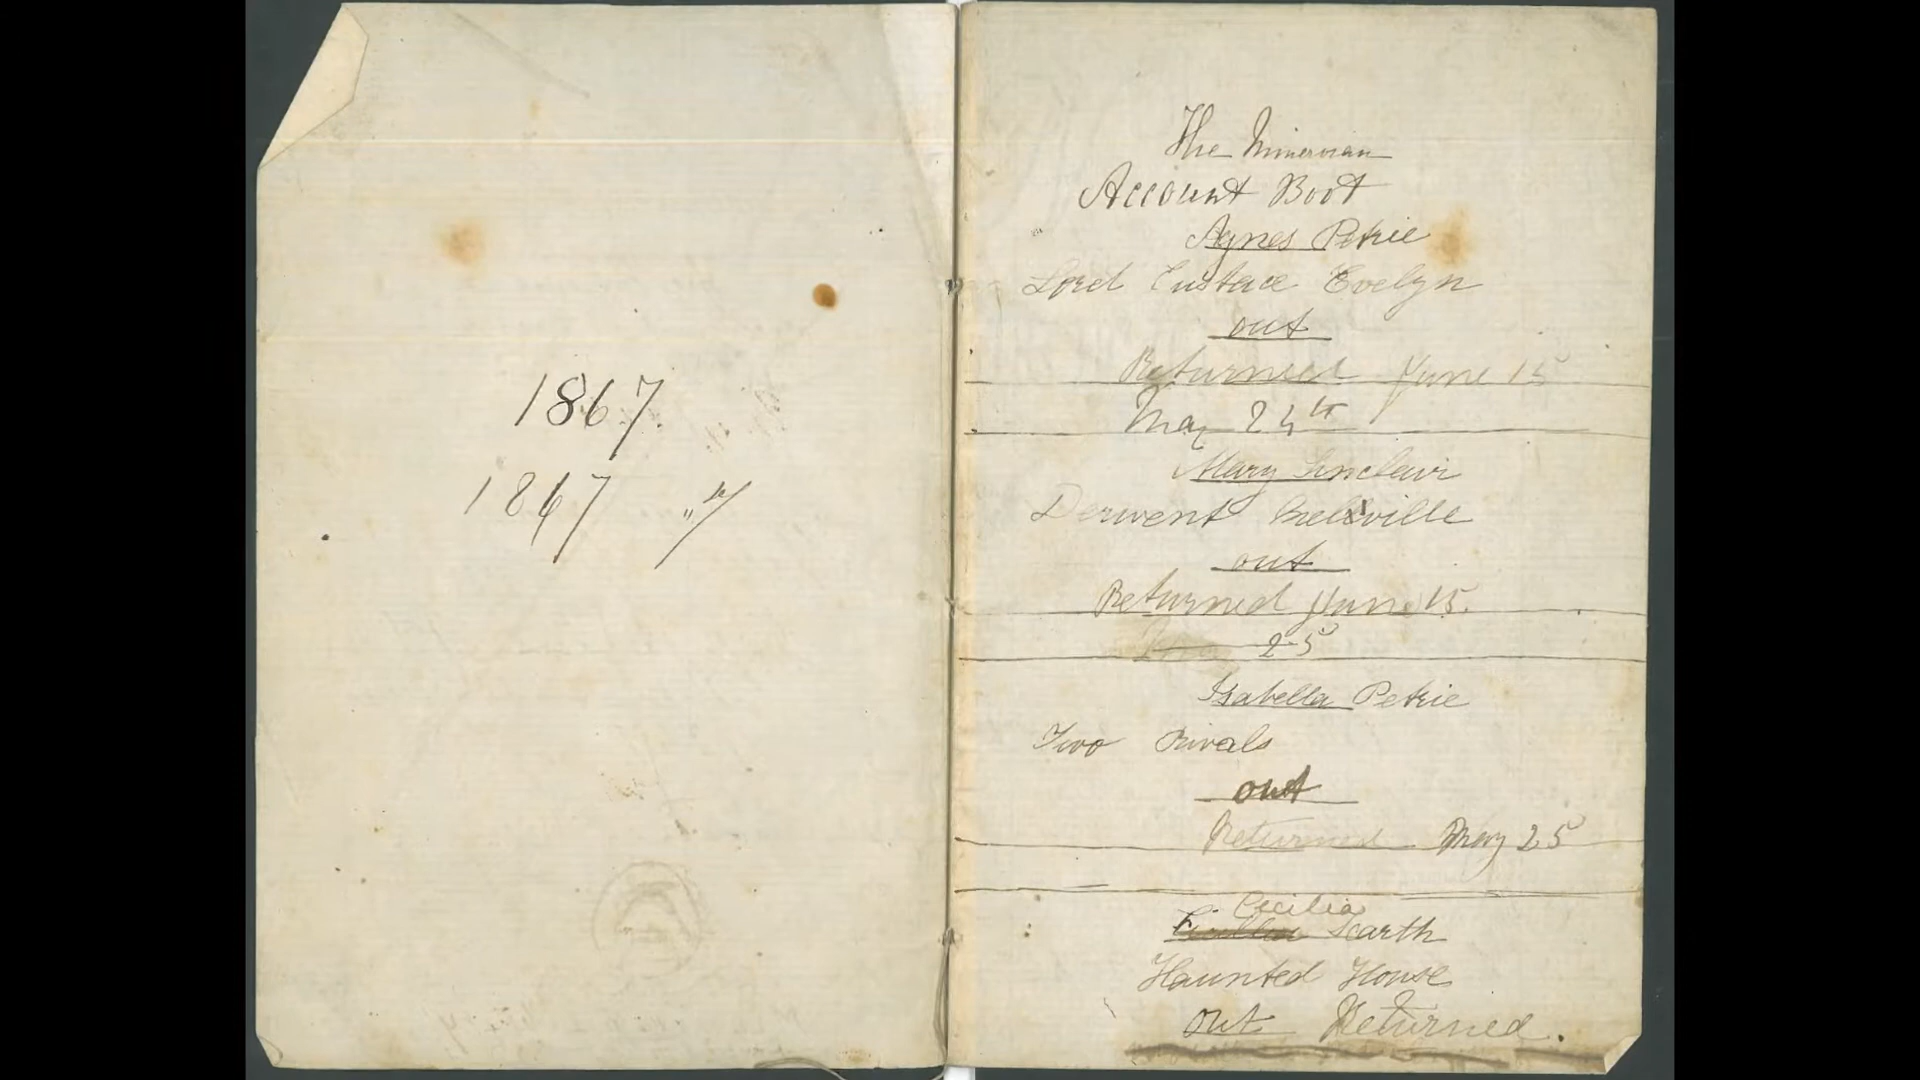 1867.
1867 "
The Minervian
Account Boot
Agnes Petrie
Lord Eustace Evelyn
out
Returned June 15
May 24th
Mary Sinclair
Derwent Melville
out
Returned June 15.
25
Isabella Petrie
Two Rivals
out
Returned May 25
Cecilia
Scarth
Haunted House
out Returned.